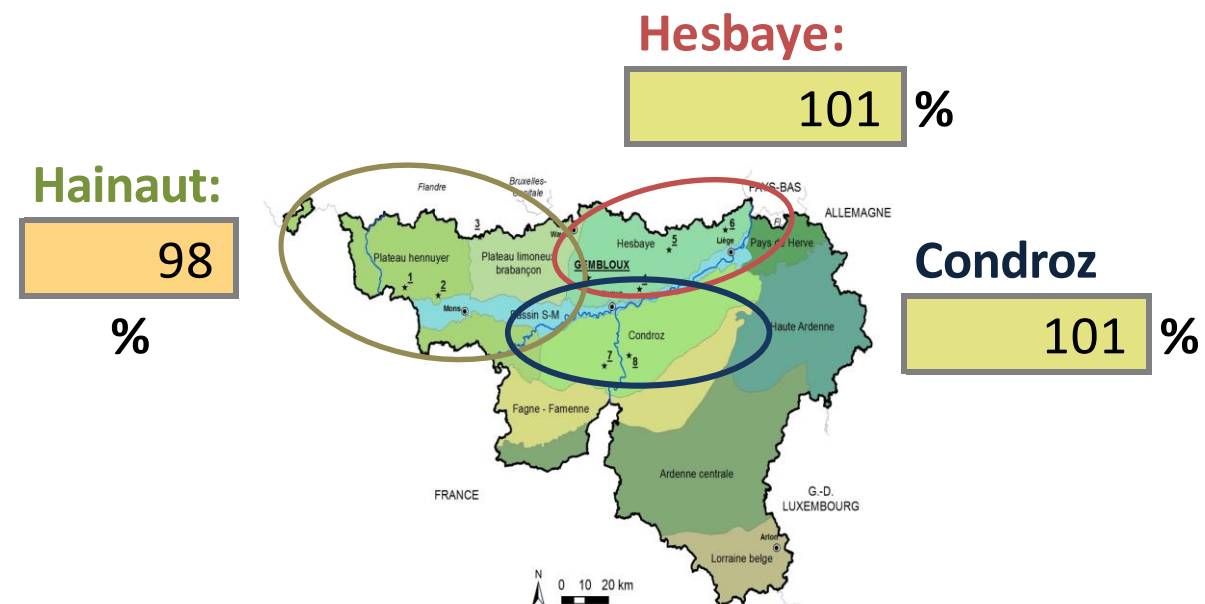 Hesbaye:
101 %
Hainaut:
98
%
Condroz
101 %
Flandre
Bruxelles-
Capitale
PAYS-BAS
ALLEMAGNE
3
6
5
Hesbaye
Liège
Pays de Herve
Plateau hennuyer
Plateau limoneux
brabançon
GEMBLOUX
1
2
4
Mons
Bassin S-M
Condroz
Haute Ardenne
7
8
Fagne - Famenne
Ardenne centrale
FRANCE
G.-D.
LUXEMBOURG
Arlon
Lorraine belge
N
0 10 20 km